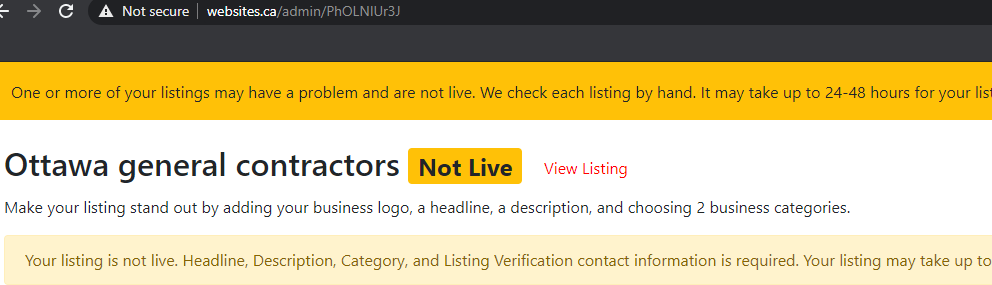 Not secure | websites.ca/admin/PhOLNIUr3J
One or more of your listings may have a problem and are not live. We check each listing by hand. It may take up to 24-48 hours for your
Ottawa general contractors Not Live View Listing
Make your listing stand out by adding your business logo, a headline, a description, and choosing 2 business categories.
Your listing is not live. Headline, Description, Category, and Listing Verification contact information is required. Your listing may take up to